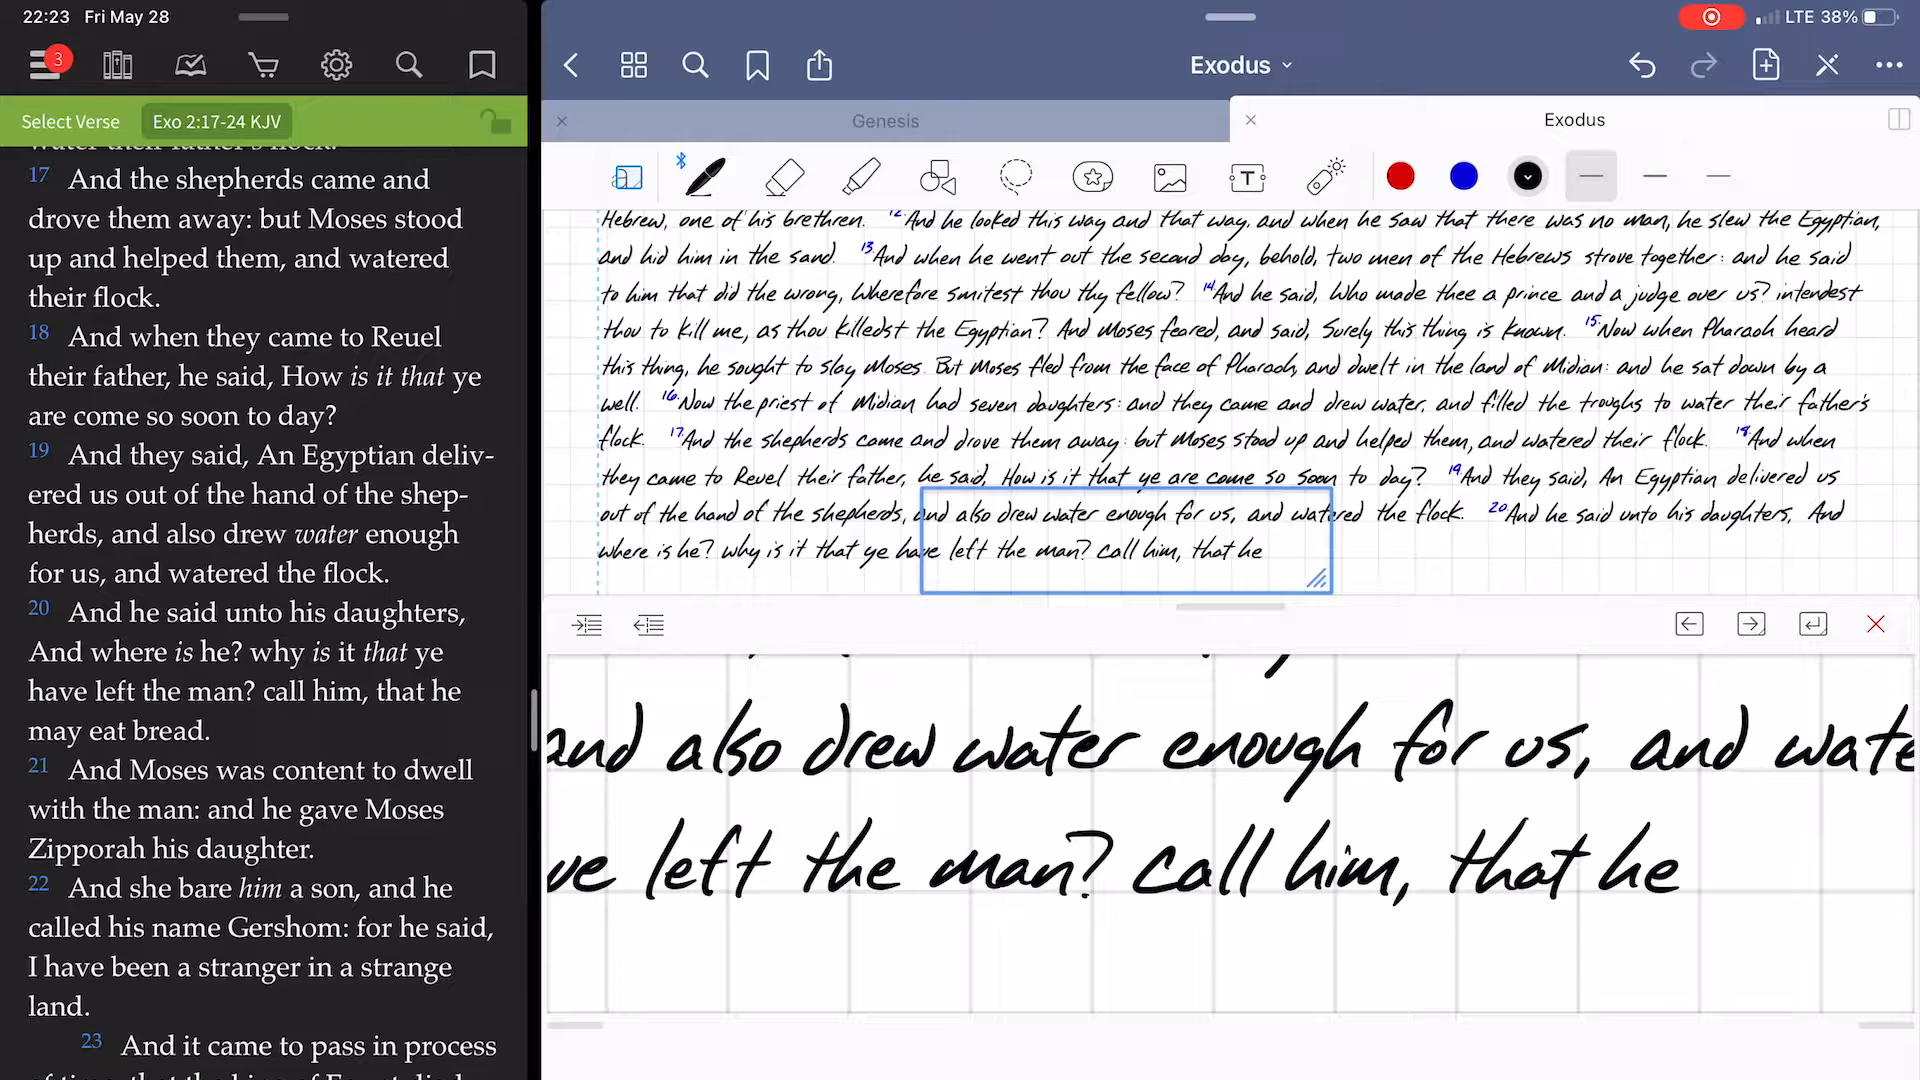 22:23 Fri May 28
LTE 38%
3
Select Verse
Exo 2:17-24 KJV
water their father's flock.
17 And the shepherds came and
drove them away: but Moses stood
up and helped them, and watered
their flock.
18 And when they came to Reuel
their father, he said, How is it that ye
are come so soon to day?
19 And they said, An Egyptian deliv-
ered us out of the hand of the shep-
herds, and also drew water enough
for us, and watered the flock.
20 And he said unto his daughters,
And where is he? why is it that ye
have left the man? call him, that he
may eat bread.
21 And Moses was content to dwell
with the man: and he gave Moses
Zipporah his daughter.
22 And she bare him a son, and he
called his name Gershom: for he said,
I have been a stranger in a strange
land.
23 And it came to pass in process
Exodus
Genesis
Exodus
T
Hebrew, one of his brethren. 12 And he looked this way and that way, and when he saw that there was no man, he slew the Egyptian,
and hid him in the sand. 13 And when he went out the second day, behold, two men of the Hebrews strove together: and he said
to him that did the wrong, Wherefore smitest thou thy fellow? 14 And he said, Who made thee a prince and a judge over us? intendest
thou to kill me, as thou killedst the Egyptian? And Moses feared, and said, Surely this thing is known. 15 Now when Pharaoh heard
this thing, he sought to slay Moses. But Moses fled from the face of Pharaoh, and dwelt in the land of Midian: and he sat down by a
well. 16 Now the priest of Midian had seven daughters: and they came and drew water, and filled the troughs to water their father's
flock. 17 And the shepherds came and drove them away: but Moses stood up and helped them, and watered their flock. 18 And when
they came to Reuel their father, he said, How is it that ye are come so soon to day? 19 And they said, An Egyptian delivered us
out of the hand of the shepherds, and also drew water enough for us, and watered the flock. 20 And he said unto his daughters, And
where is he? why is it that ye have left the man? call him, that he
and also drew water enough for us, and wate
ve left the man? call him, that he